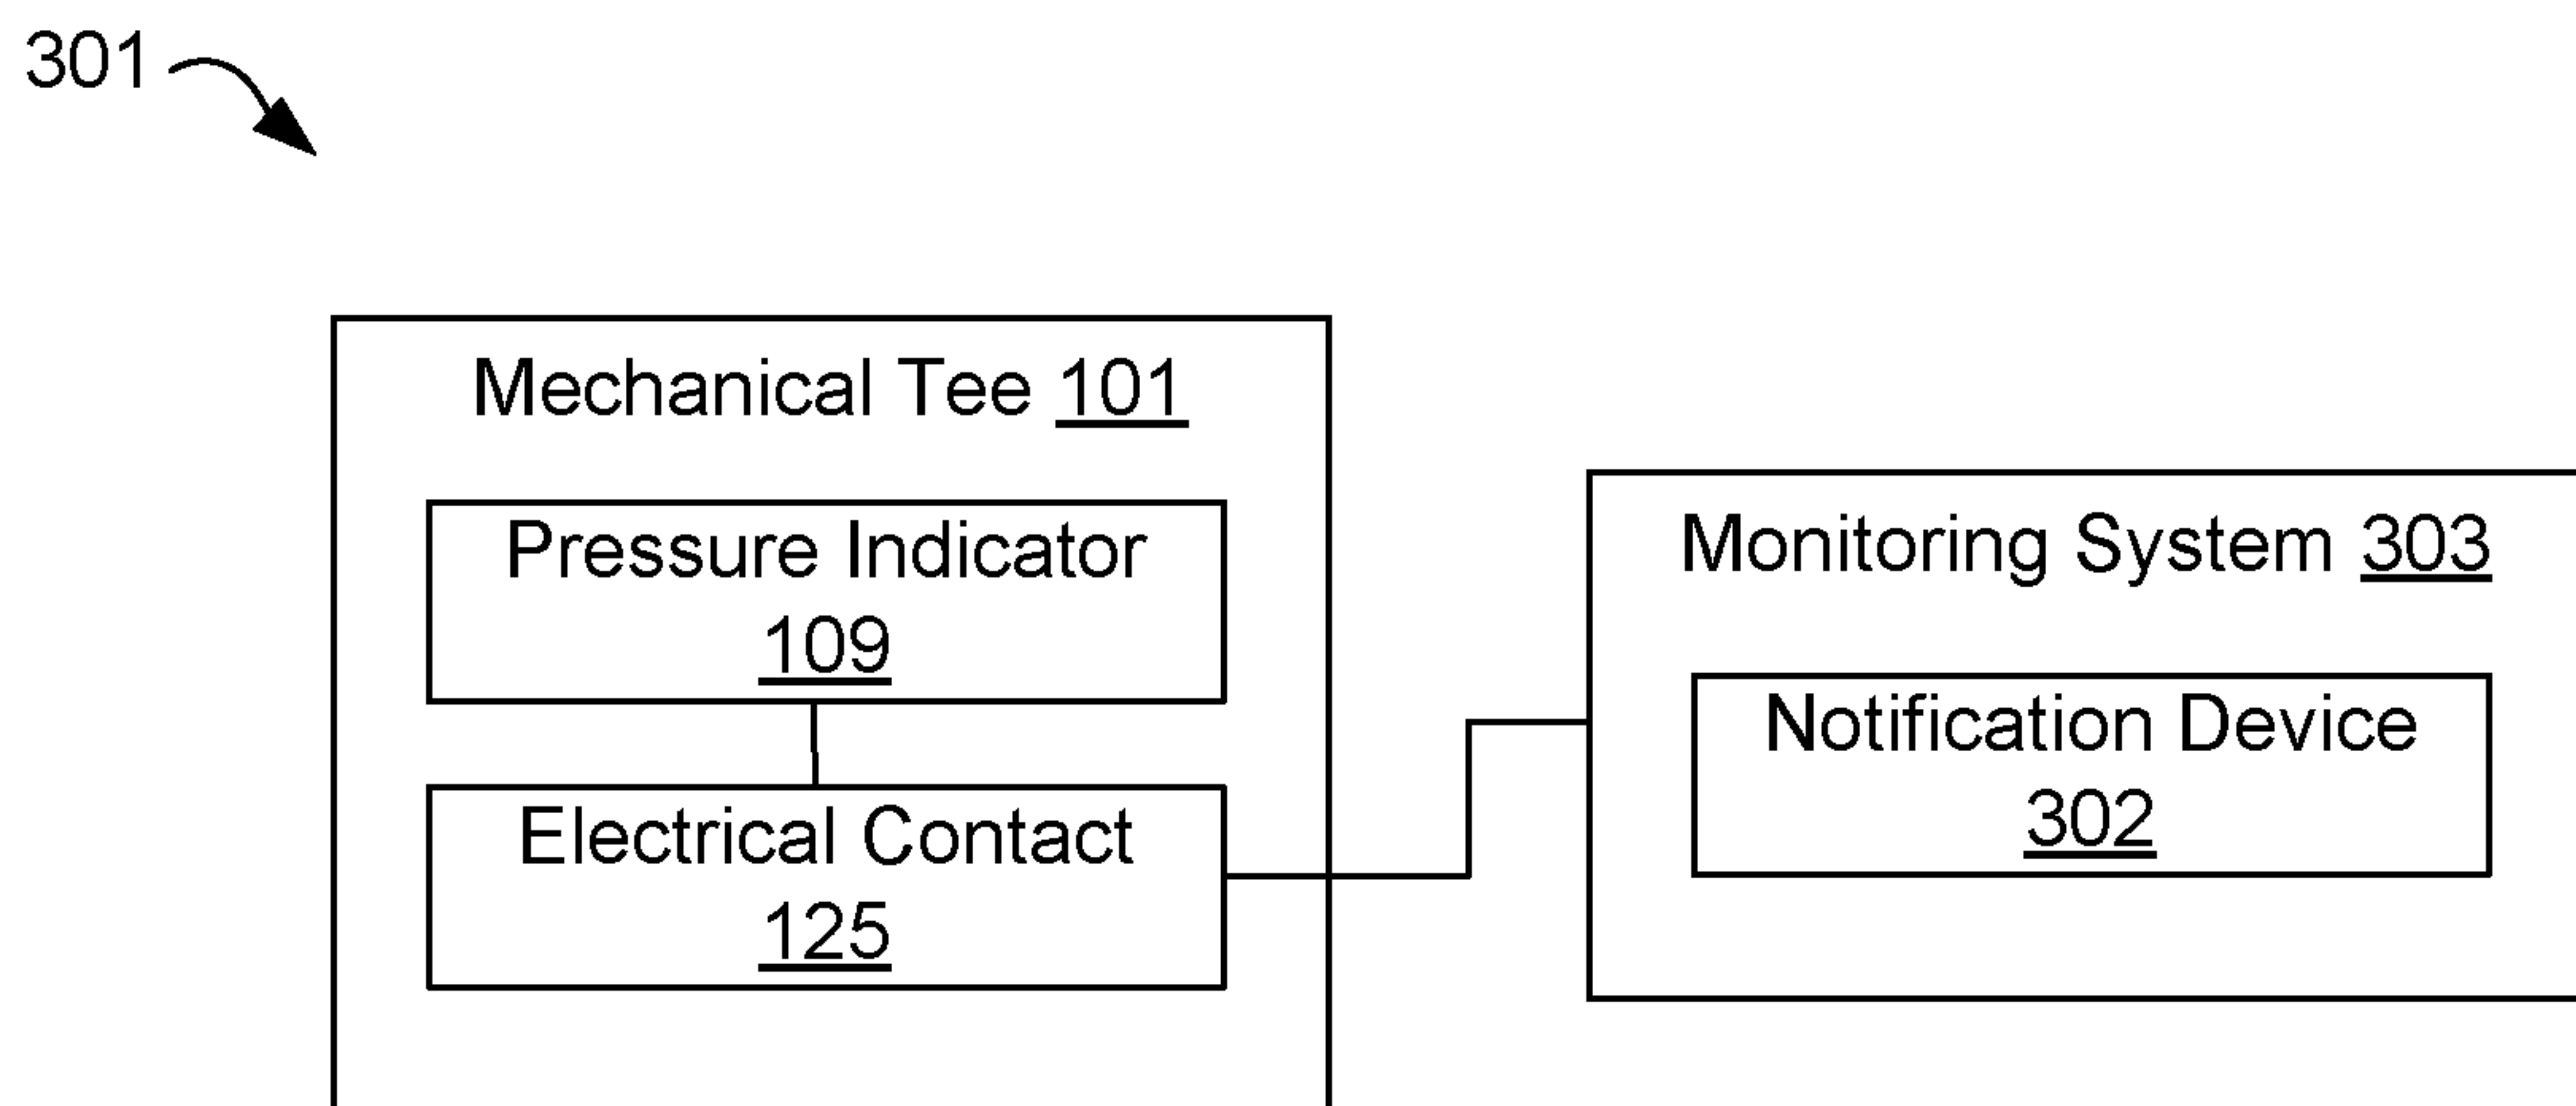 301
Mechanical Tee 101
Pressure Indicator
109
Electrical Contact
125
Monitoring System 303
Notification Device
302